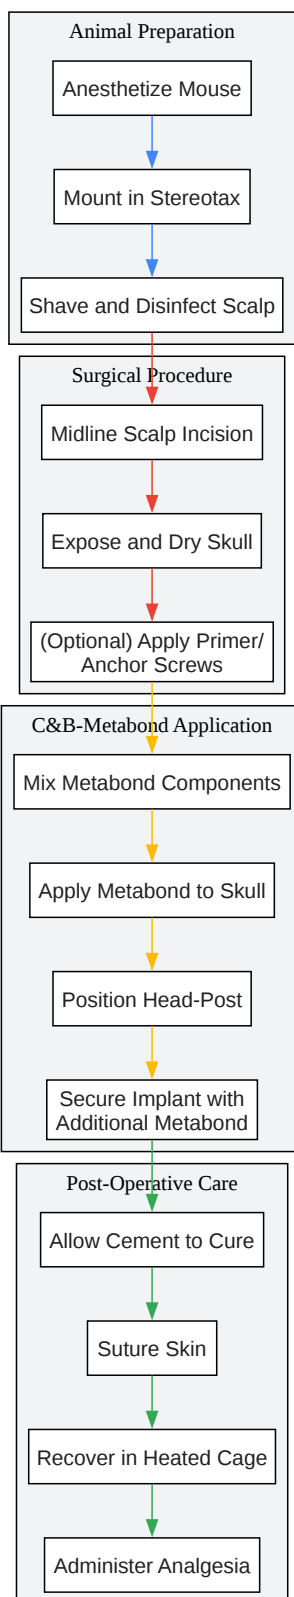 Animal Preparation
Anesthetize Mouse
Mount in Stereotax
Shave and Disinfect Scalp
Surgical Procedure
Midline Scalp Incision
Expose and Dry Skull
(Optional) Apply Primer/
Anchor Screws
C&B-Metabond Application
Mix Metabond Components
Apply Metabond to Skull
Position Head-Post
Secure Implant with
Additional Metabond
Post-Operative Care
Allow Cement to Cure
Suture Skin
Recover in Heated Cage
Administer Analgesia